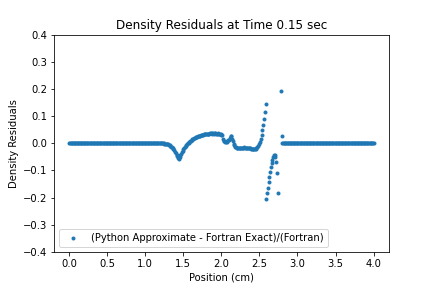 Density Residuals at Time 0.15 sec
0.4
0.3
0.2
0.1
0.0
−0.1
−0.2
−0.3
−0.4
Density Residuals
(Python Approximate - Fortran Exact)/(Fortran)
0.0 0.5 1.0 1.5 2.0 2.5 3.0 3.5 4.0
Position (cm)